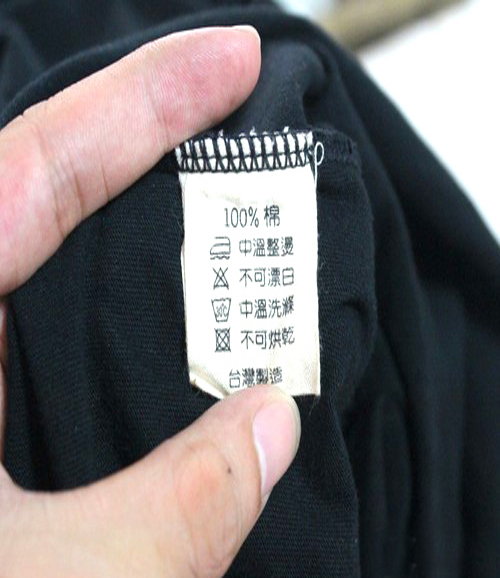 100% 棉
中溫整燙
不可漂白
中溫洗滌
不可烘乾
台灣製造